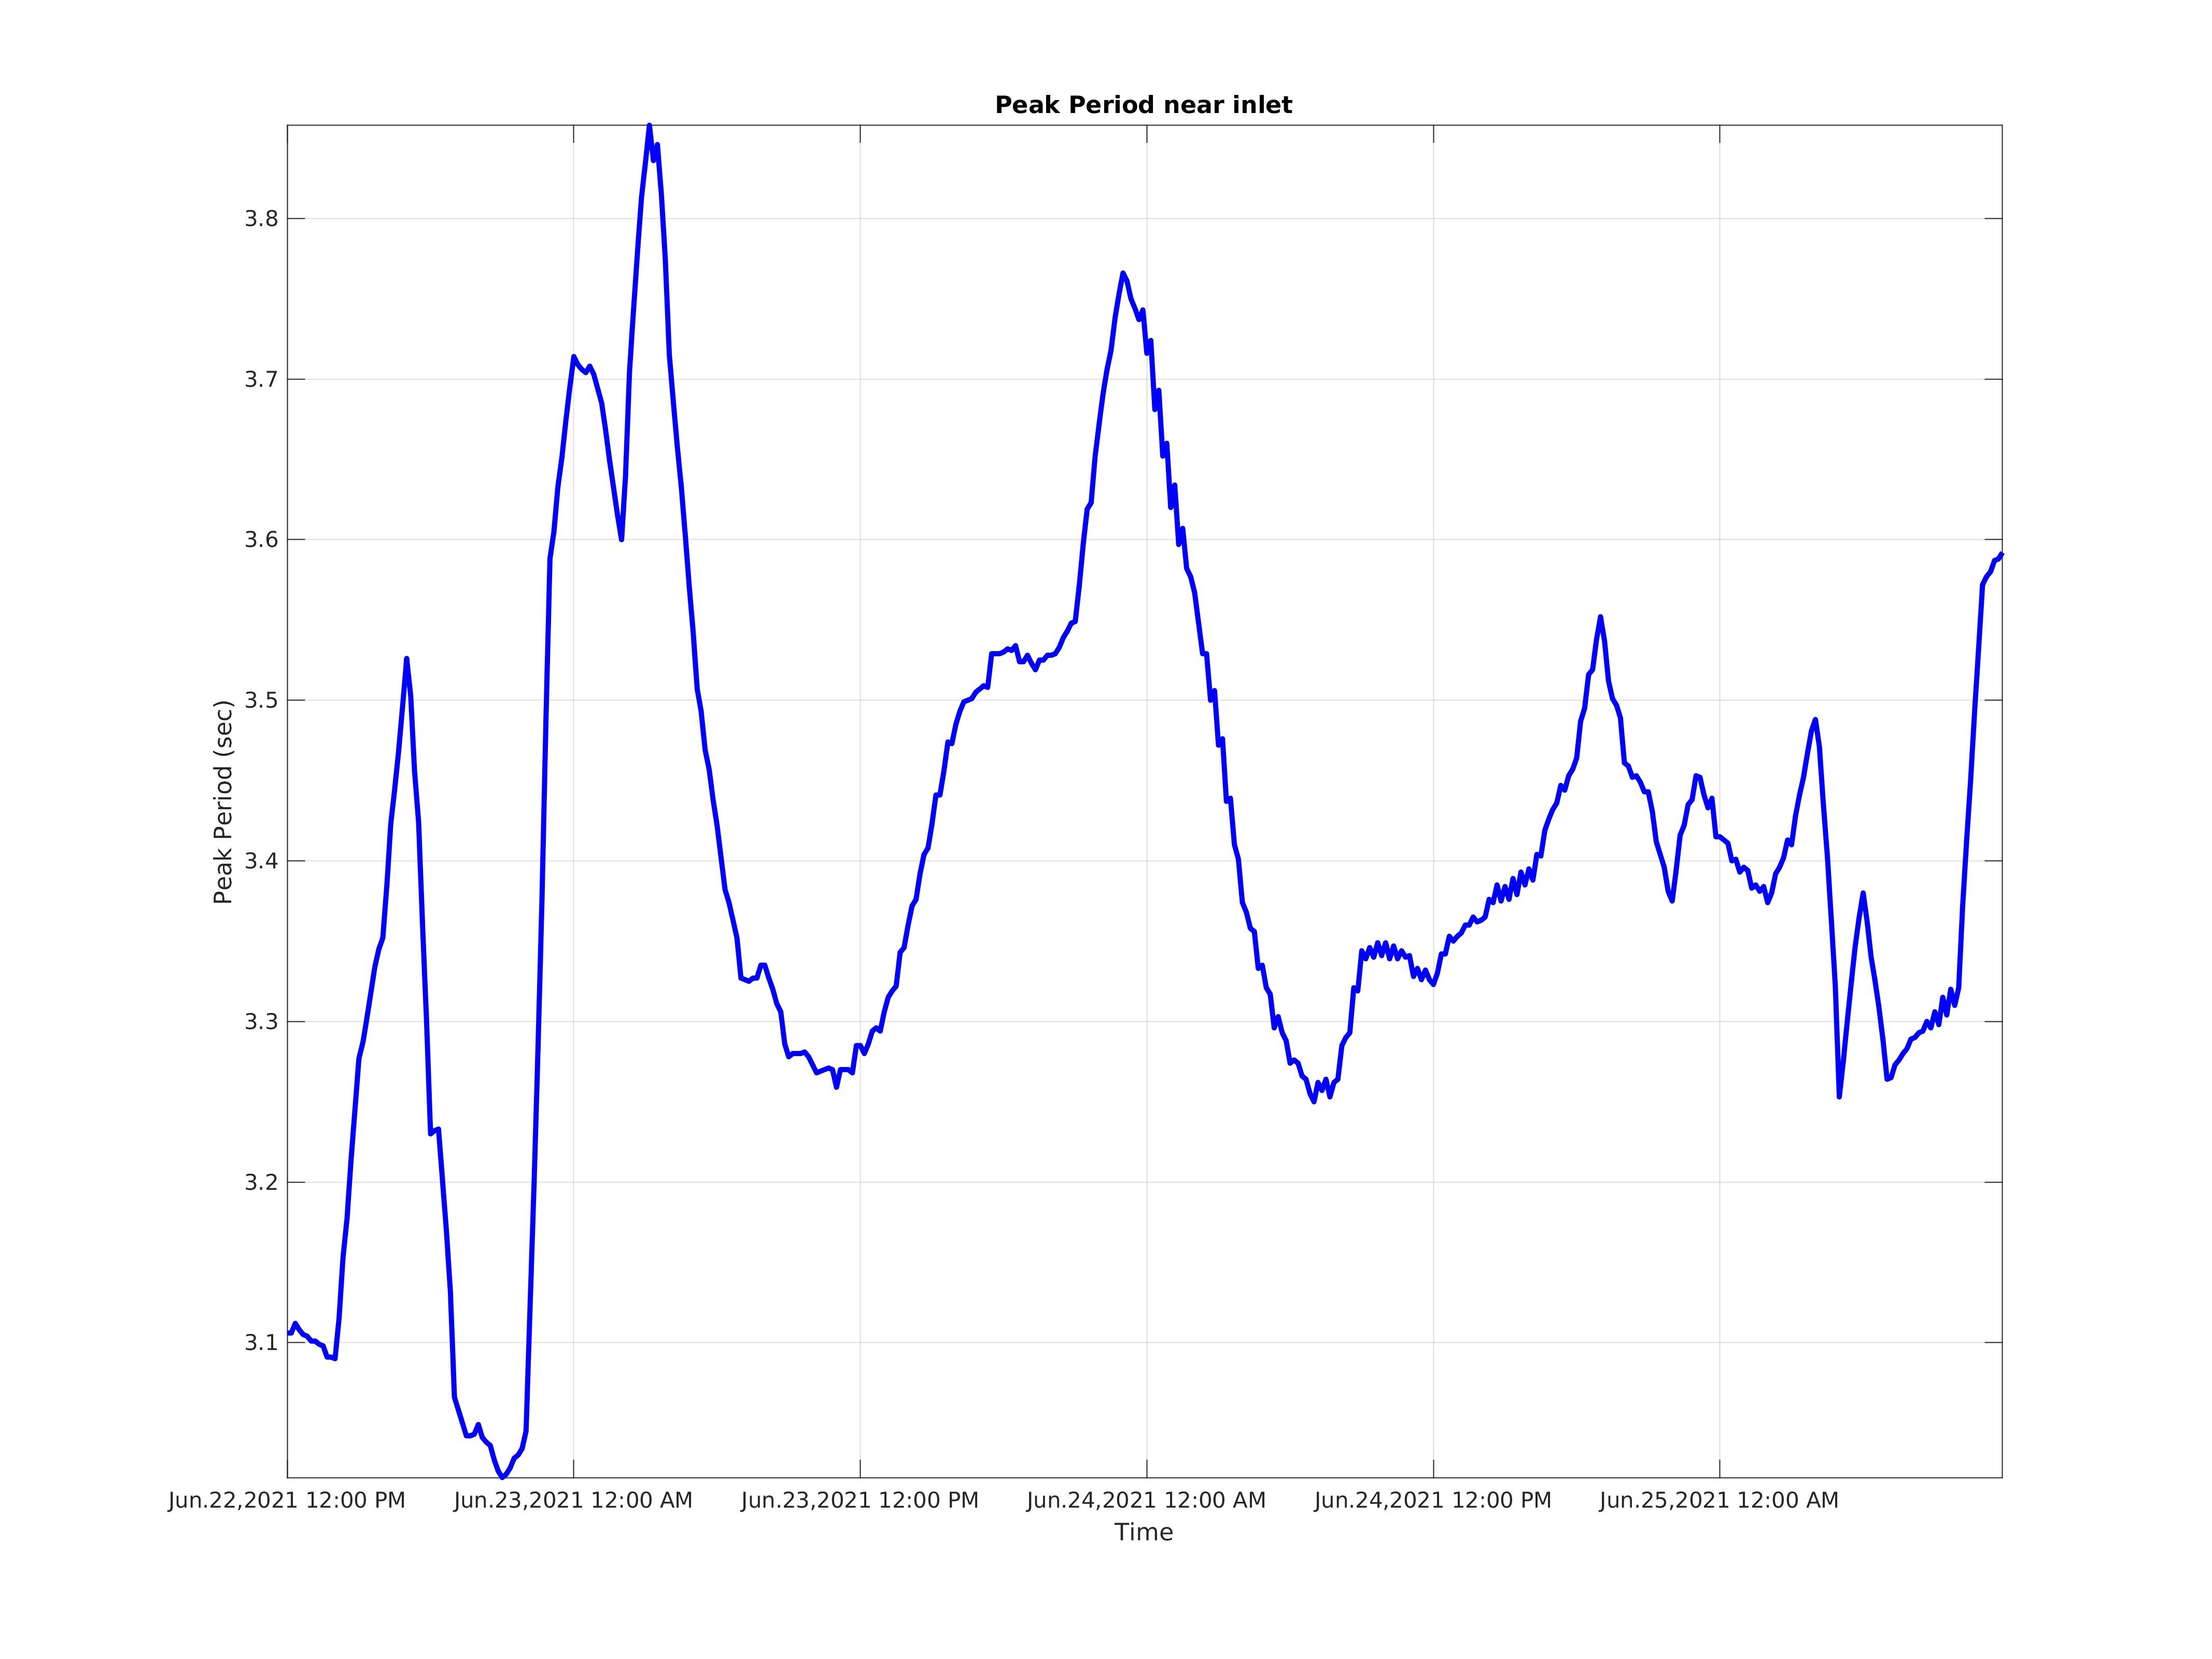 Peak Period near inlet
3.8
3.7
3.6
3.5
3.4
3.3
3.2
3.1
Peak Period (sec)
Jun.22,2021 12:00 PM
Jun.23,2021 12:00 AM
Jun.23,2021 12:00 PM
Jun.24,2021 12:00 AM
Jun.24,2021 12:00 PM
Jun.25,2021 12:00 AM
Time